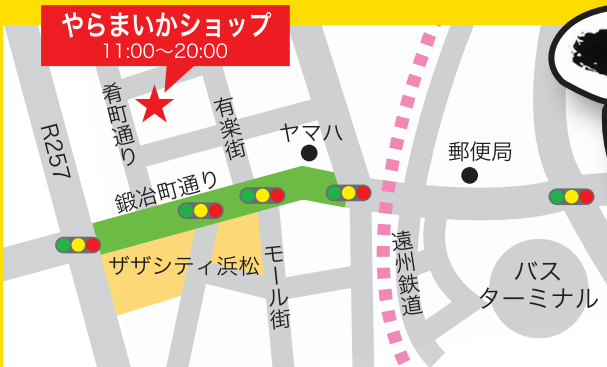 やらまいかショップ
11:00〜20:00
肴町通り
有楽街
ヤマハ
郵便局
R257
鍛冶町通り
ザザシティ浜松
モール街
遠州鉄道
バス
ターミナル